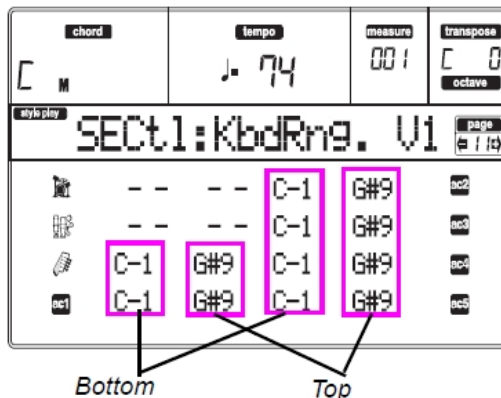 chord tempo measure transpose
C M ♩= 74 001 C 0
octave
style play
SECtl:KbdRng. V1 page
11
-- -- C-1 G#9 ac2
-- -- C-1 G#9 ac3
C-1 G#9 C-1 G#9 ac4
ac1 C-1 G#9 C-1 G#9 ac5
Bottom Top